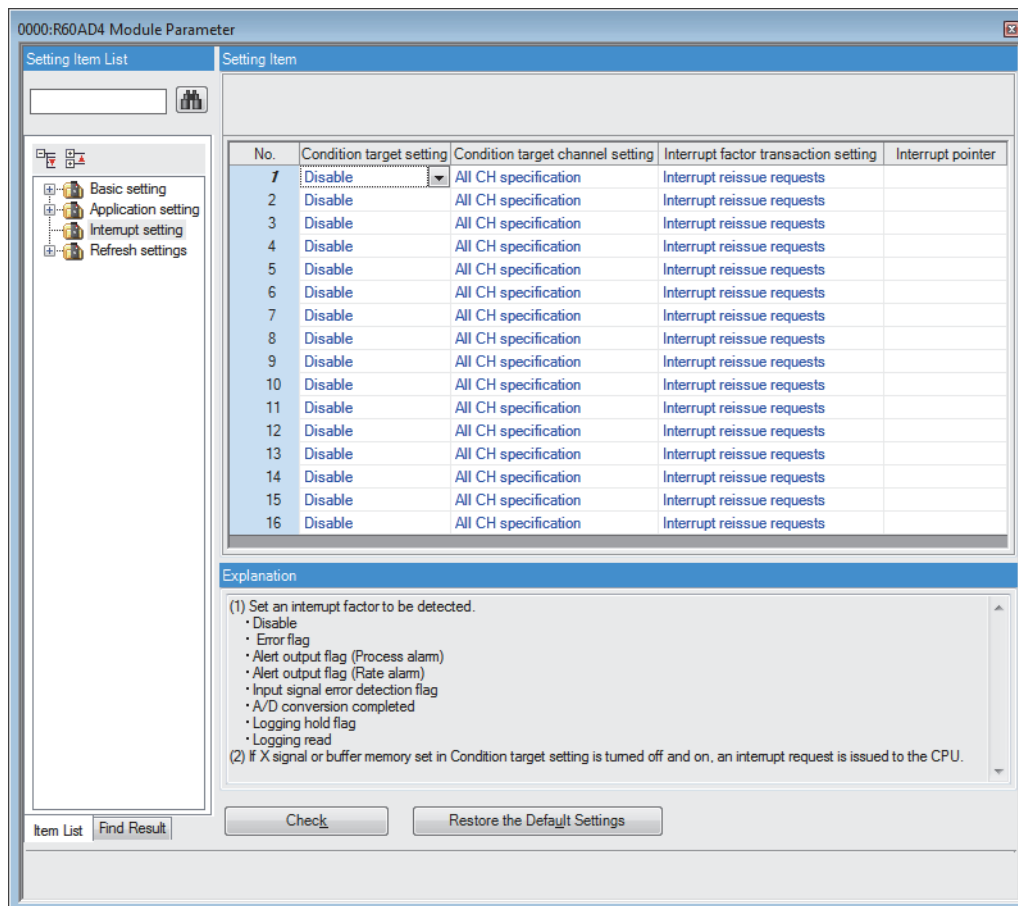 0000:R60AD4 Module Parameter
Setting Item List
Setting Item
No. Condition target setting Condition target channel setting Interrupt factor transaction setting Interrupt pointer
1 Disable All CH specification Interrupt reissue requests
2 Disable All CH specification Interrupt reissue requests
3 Disable All CH specification Interrupt reissue requests
4 Disable All CH specification Interrupt reissue requests
5 Disable All CH specification Interrupt reissue requests
6 Disable All CH specification Interrupt reissue requests
7 Disable All CH specification Interrupt reissue requests
8 Disable All CH specification Interrupt reissue requests
9 Disable All CH specification Interrupt reissue requests
10 Disable All CH specification Interrupt reissue requests
11 Disable All CH specification Interrupt reissue requests
12 Disable All CH specification Interrupt reissue requests
13 Disable All CH specification Interrupt reissue requests
14 Disable All CH specification Interrupt reissue requests
15 Disable All CH specification Interrupt reissue requests
16 Disable All CH specification Interrupt reissue requests
Basic setting
Application setting
Interrupt setting
Refresh settings
Explanation
(1) Set an interrupt factor to be detected.
・Disable
・Error flag
・Alert output flag (Process alarm)
・Alert output flag (Rate alarm)
・Input signal error detection flag
・A/D conversion completed
・Logging hold flag
・Logging read
(2) If X signal or buffer memory set in Condition target setting is turned off and on, an interrupt request is issued to the CPU.
Item List Find Result
Check Restore the Default Settings